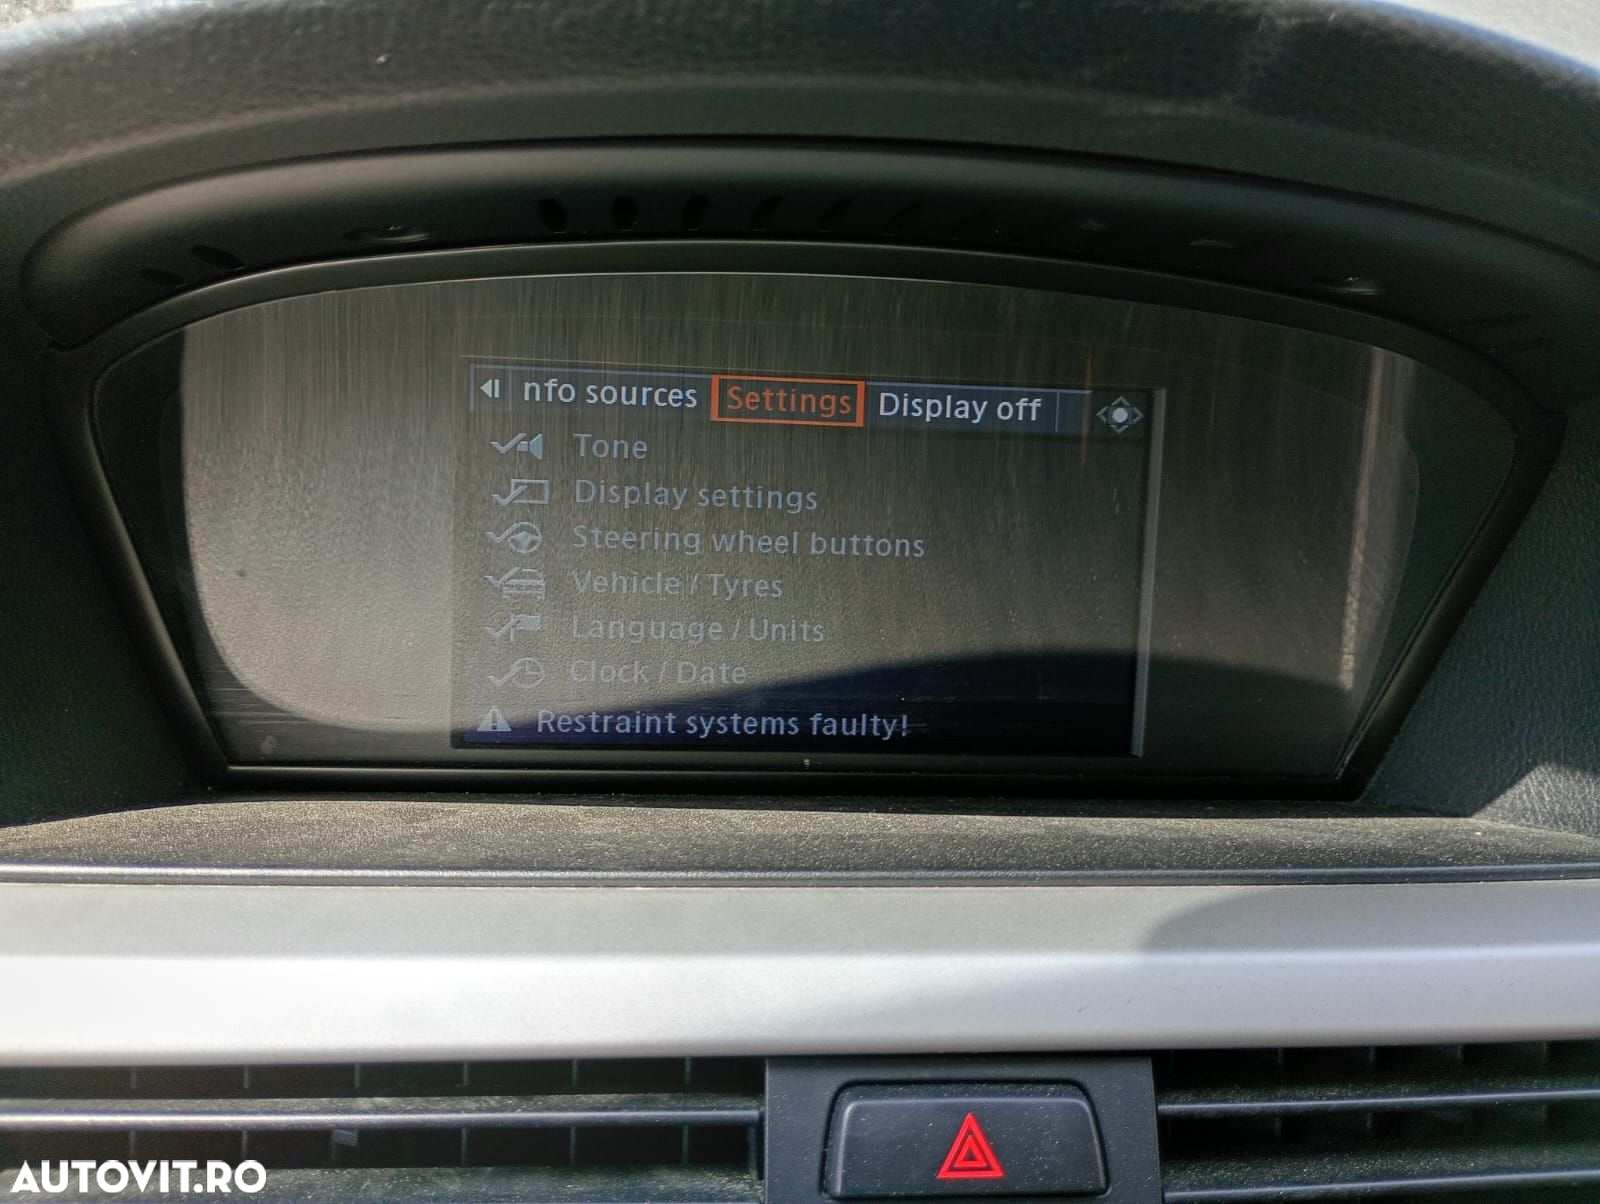 nfo sources Settings Display off
Tone
Display settings
Steering wheel buttons
Vehicle / Tyres
Language / Units
Clock / Date
Restraint systems faulty!
AUTOVIT.RO